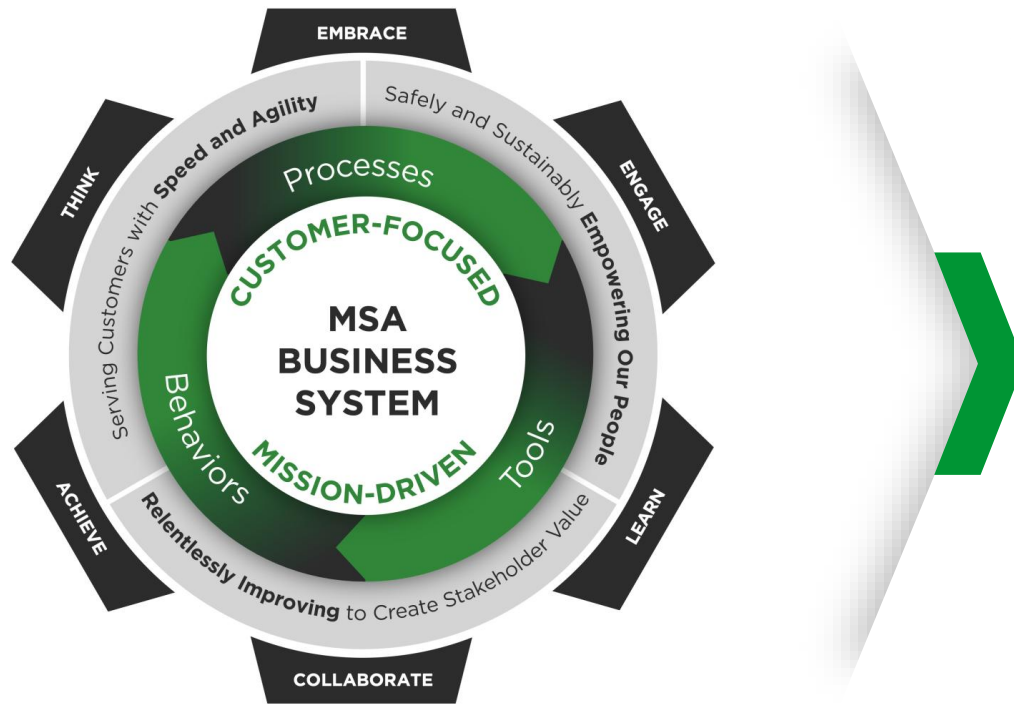 EMBRACE
ENGAGE
LEARN
COLLABORATE
ACHIEVE
THINK
Serving Customers with Speed and Agility
Safely and Sustainably Empowering Our People
Relentlessly Improving to Create Stakeholder Value
Processes
Tools
Behaviors
CUSTOMER-FOCUSED
MSA
BUSINESS
SYSTEM
MISSION-DRIVEN